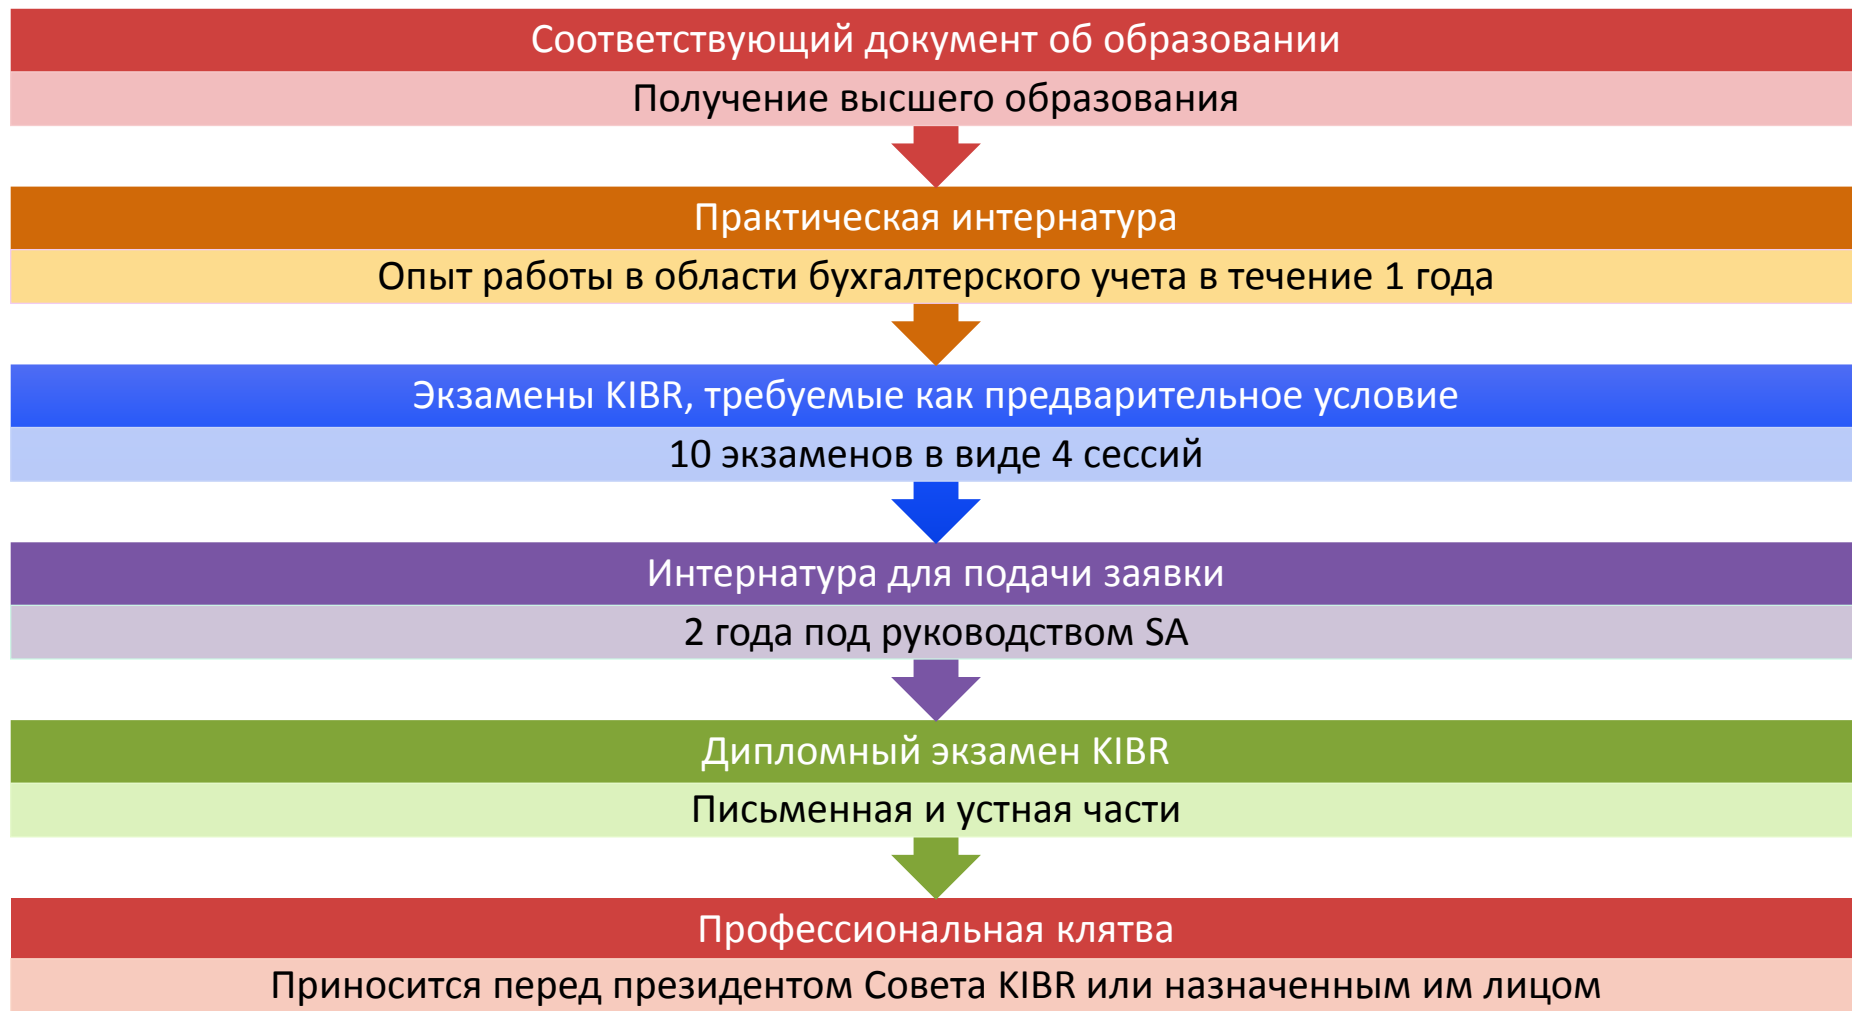 Соответствующий документ об образовании
Получение высшего образования
Практическая интернатура
Опыт работы в области бухгалтерского учета в течение 1 года
Экзамены KIBR, требуемые как предварительное условие
10 экзаменов в виде 4 сессий
Интернатура для подачи заявки
2 года под руководством SA
Дипломный экзамен KIBR
Письменная и устная части
Профессиональная клятва
Приносится перед президентом Совета KIBR или назначенным им лицом